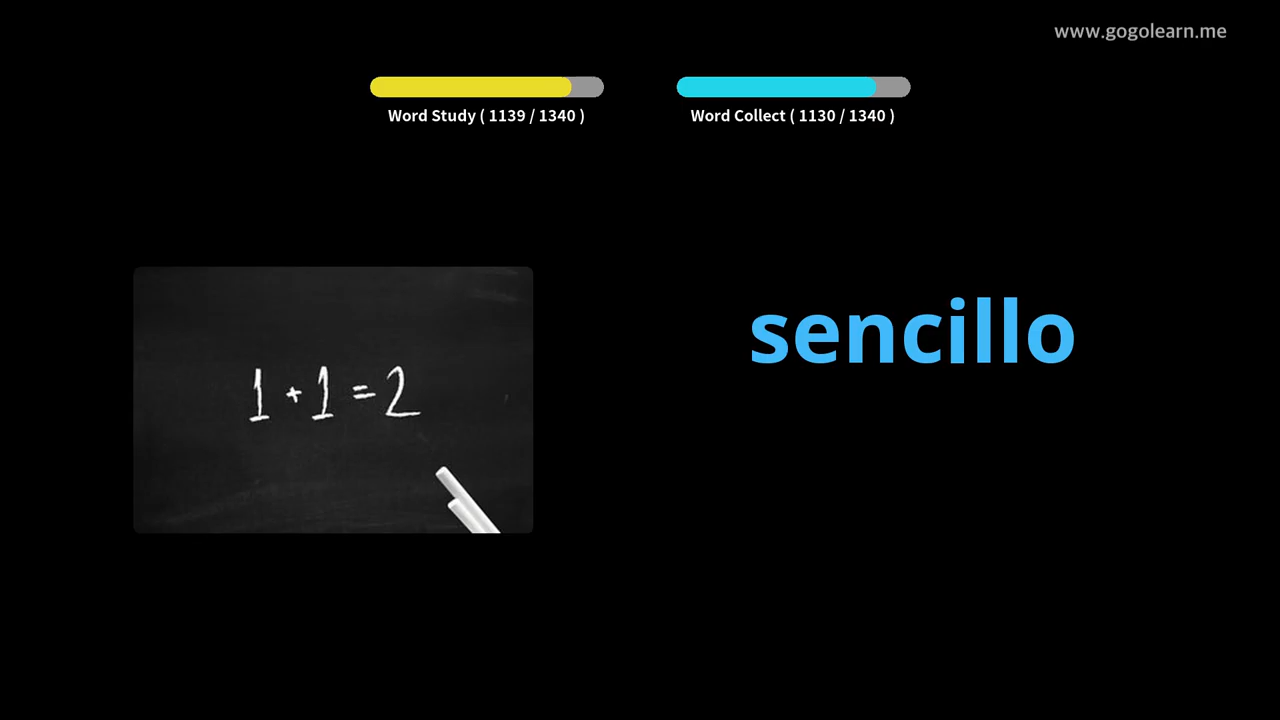 www.gogolearn.me
Word Study ( 1139 / 1340 )
Word Collect ( 1130 / 1340 )
sencillo
1 + 1 = 2